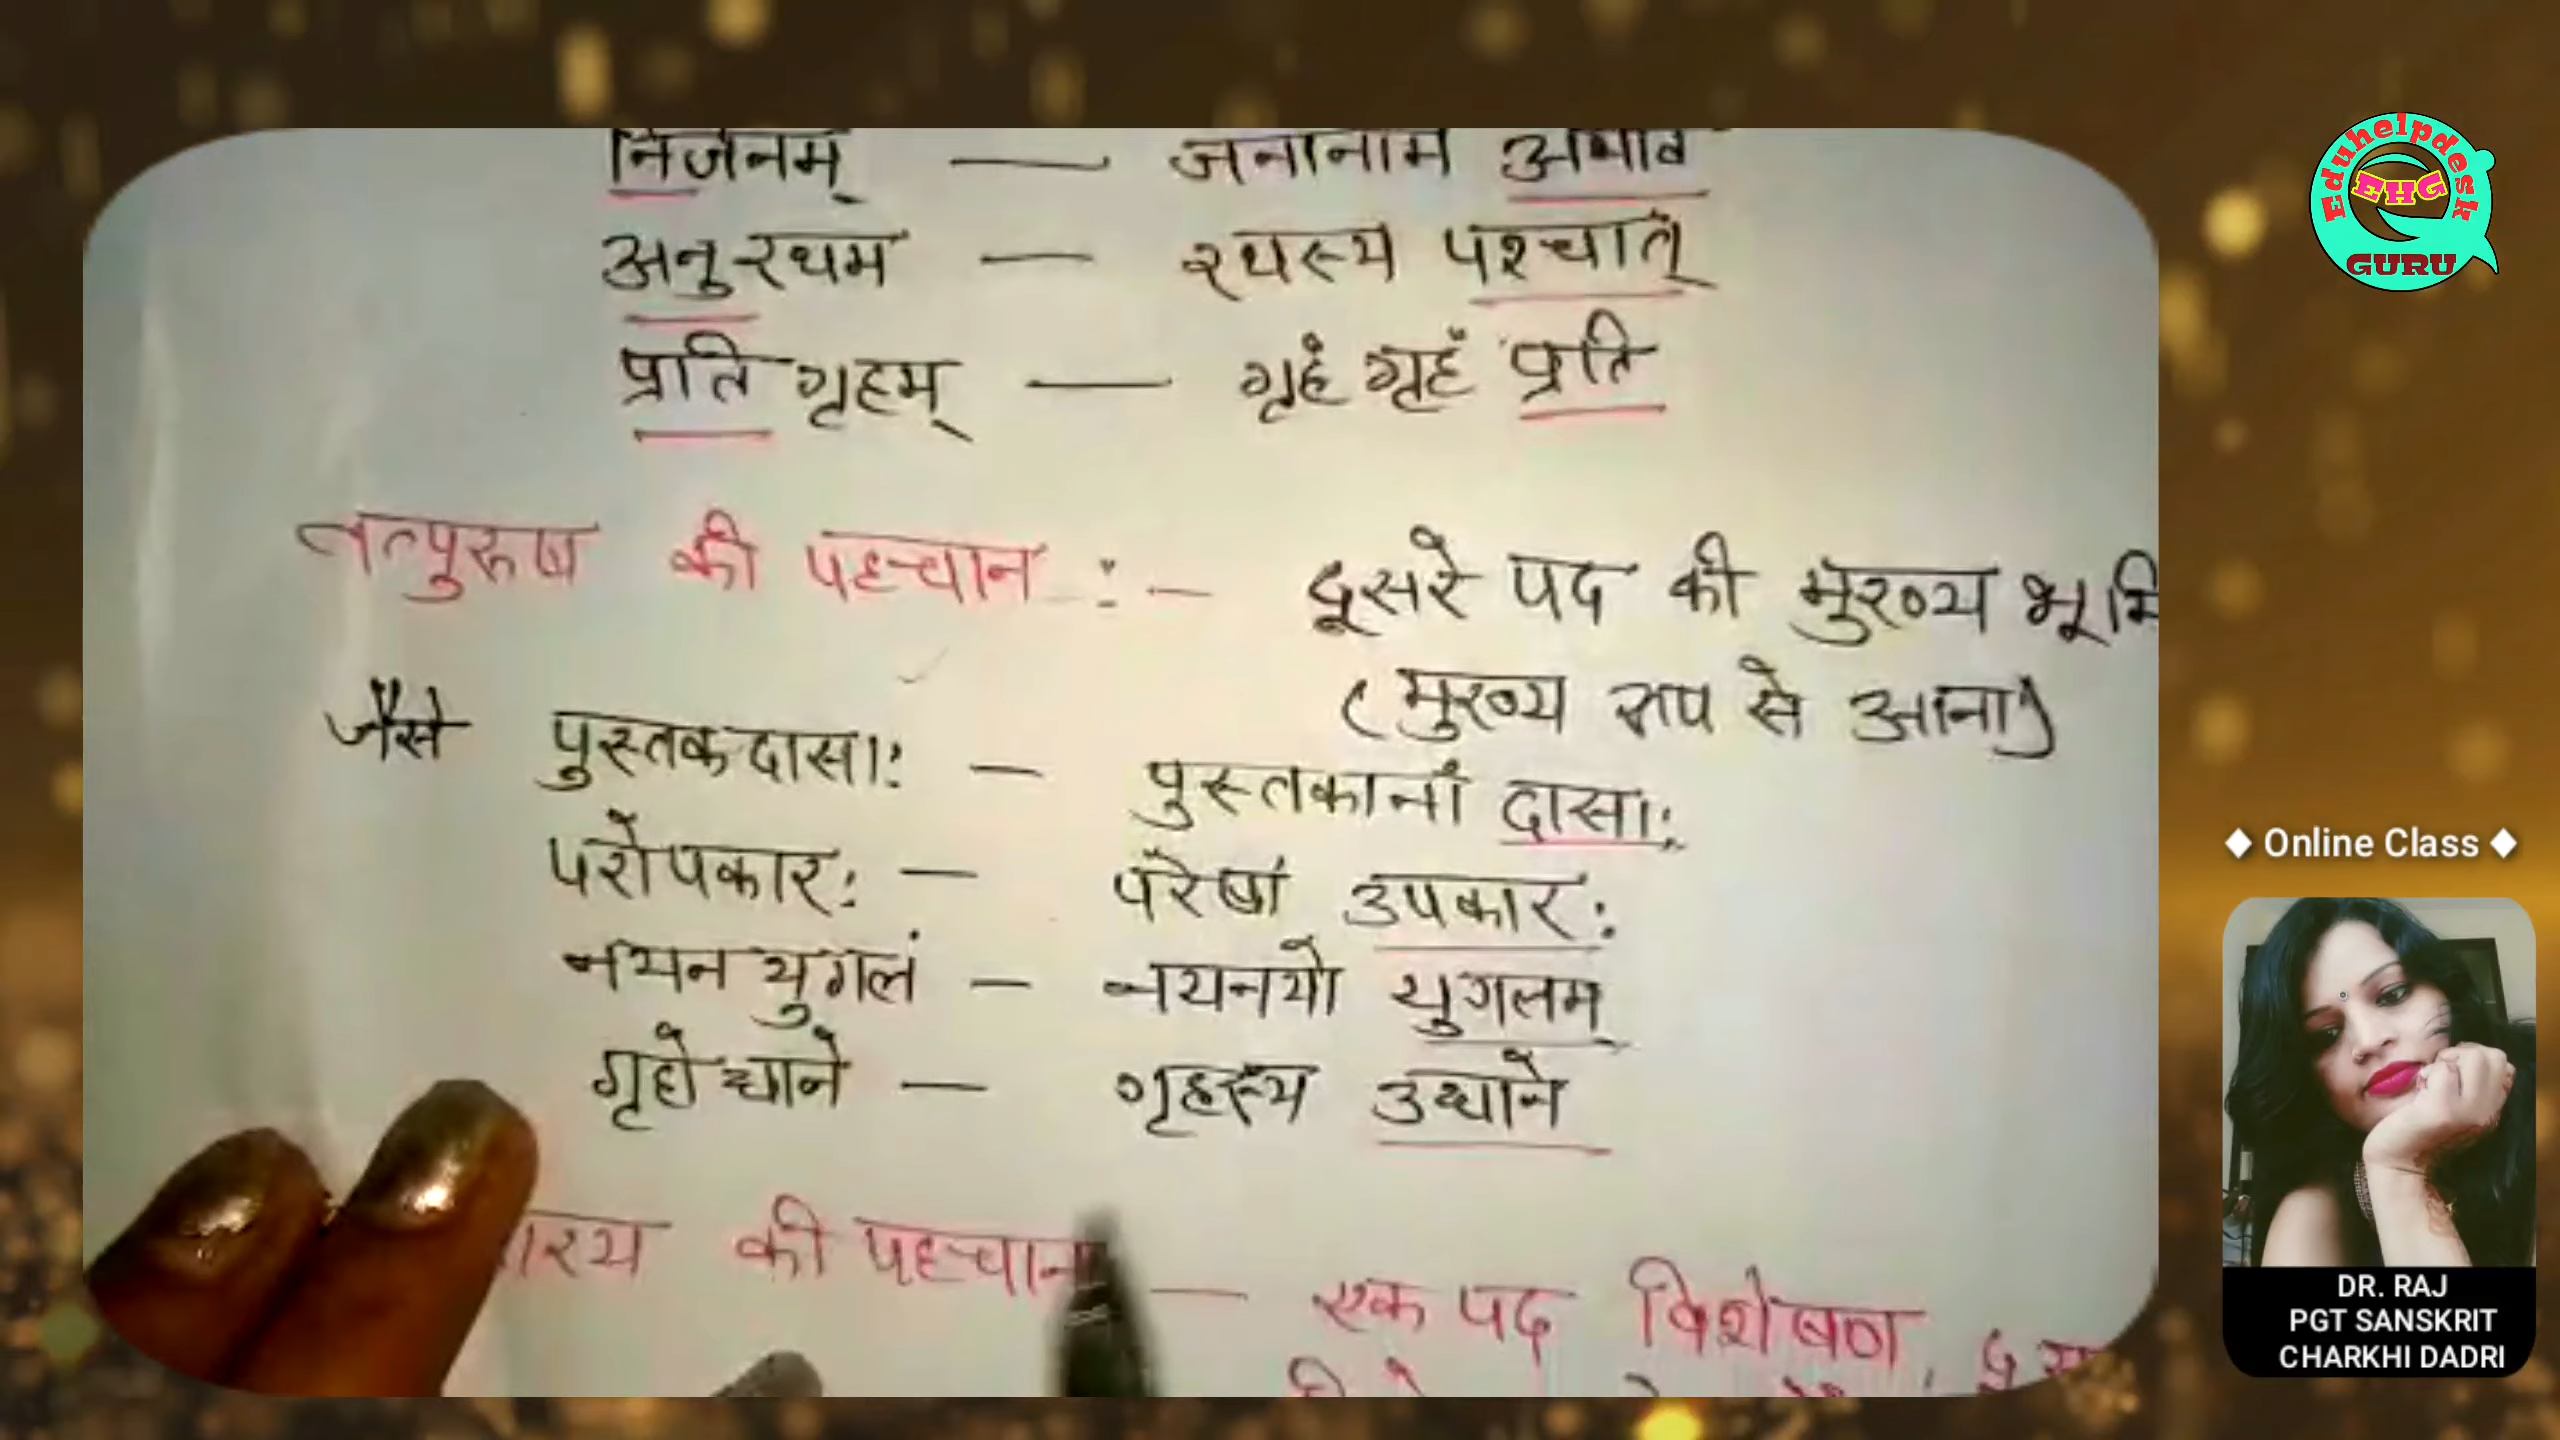 निर्जनम् — जनानाम अभाव
अनुरथम — रथस्य पश्चात्
प्रति गृहम् — गृहं गृहं प्रति
तत्पुरुष की पहचान :- दूसरे पद की मुख्य भूमि
(मुख्य रूप से आना)
जैसे पुस्तकदासाः — पुस्तकानां दासाः
परोपकारः — परेषां उपकारः
नयन युगलं — नयनयो युगलम्
गृहोद्याने — गृहस्य उद्याने
की पहचान — एक पद विशेषण,
Eduhelpdesk
EHG
GURU
◆ Online Class ◆
DR. RAJ
PGT SANSKRIT
CHARKHI DADRI